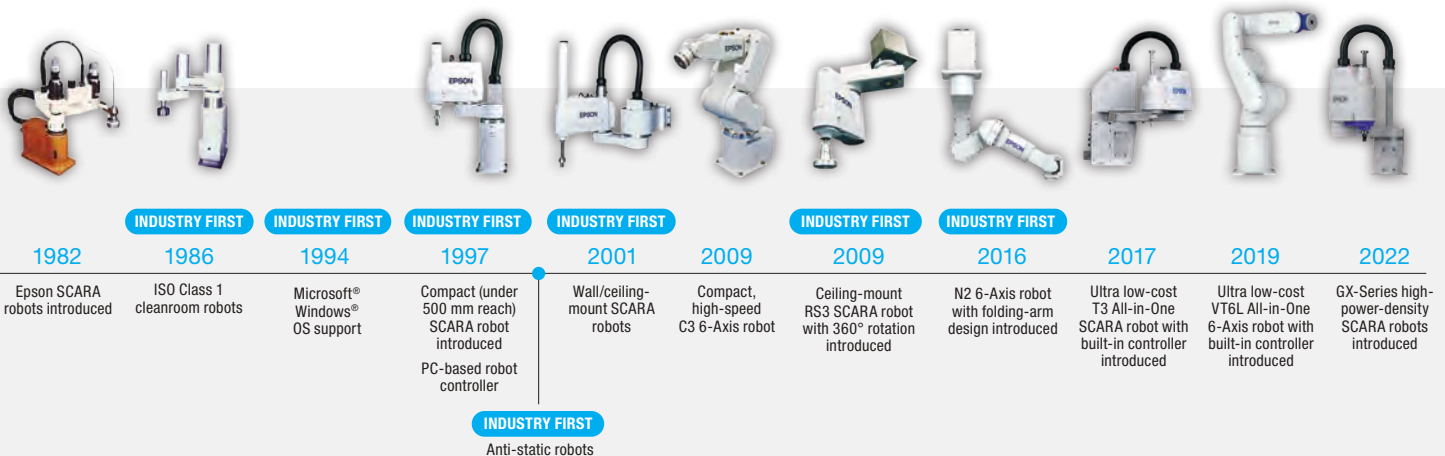 EPSON
EPSON
EPSON
EPSON
EPSON
EPSON
EPSON
EPSON
EPSON
INDUSTRY FIRST
INDUSTRY FIRST
INDUSTRY FIRST
INDUSTRY FIRST
INDUSTRY FIRST
INDUSTRY FIRST
1982
1986
1994
1997
2001
2009
2009
2016
2017
2019
2022
Epson SCARA
robots introduced
ISO Class 1
cleanroom robots
Microsoft®
Windows®
OS support
Compact (under
500 mm reach)
SCARA robot
introduced
PC-based robot
controller
Wall/ceiling-
mount SCARA
robots
Compact,
high-speed
C3 6-Axis robot
Ceiling-mount
RS3 SCARA robot
with 360° rotation
introduced
N2 6-Axis robot
with folding-arm
design introduced
Ultra low-cost
T3 All-in-One
SCARA robot with
built-in controller
introduced
Ultra low-cost
VT6L All-in-One
6-Axis robot with
built-in controller
introduced
GX-Series high-
power-density
SCARA robots
introduced
INDUSTRY FIRST
Anti-static robots